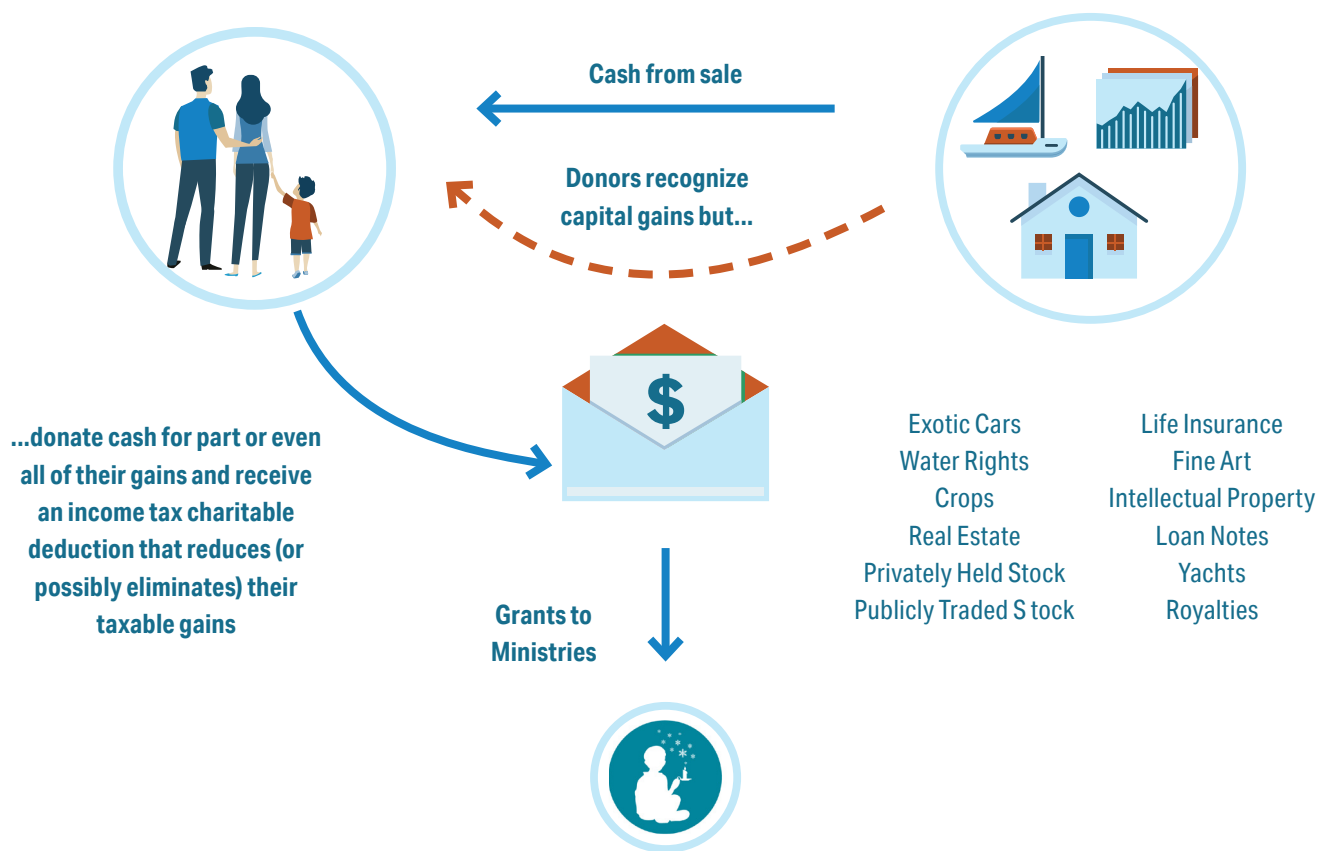 Cash from sale
Donors recognize
capital gains but...
$
...donate cash for part or even
all of their gains and receive
an income tax charitable
deduction that reduces (or
possibly eliminates) their
taxable gains
Grants to
Ministries
Exotic Cars
Water Rights
Crops
Real Estate
Privately Held Stock
Publicly Traded S tock
Life Insurance
Fine Art
Intellectual Property
Loan Notes
Yachts
Royalties